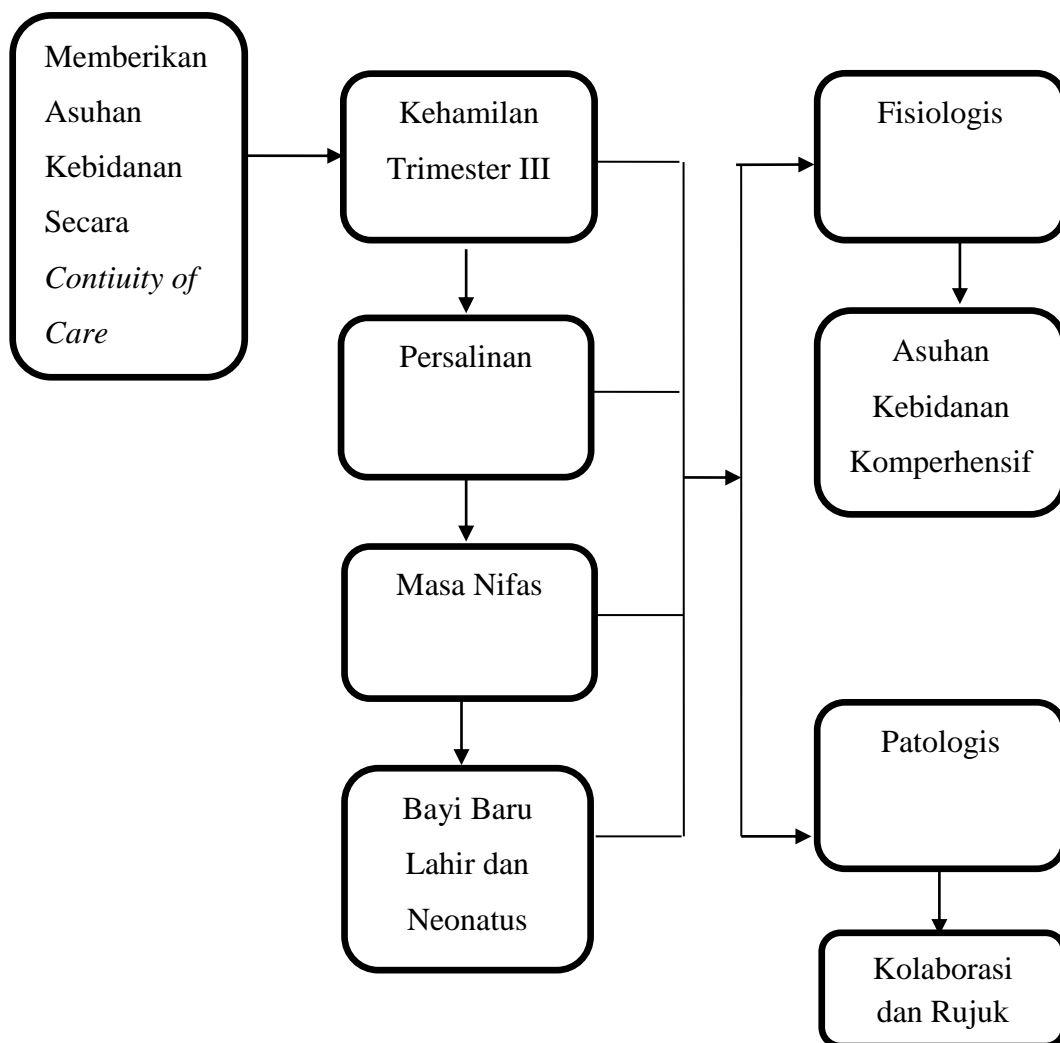 Memberikan
Asuhan
Kebidanan
Secara
Contiuity of
Care
Kehamilan
Trimester III
Persalinan
Masa Nifas
Bayi Baru
Lahir dan
Neonatus
Fisiologis
Asuhan
Kebidanan
Komperhensif
Patologis
Kolaborasi
dan Rujuk